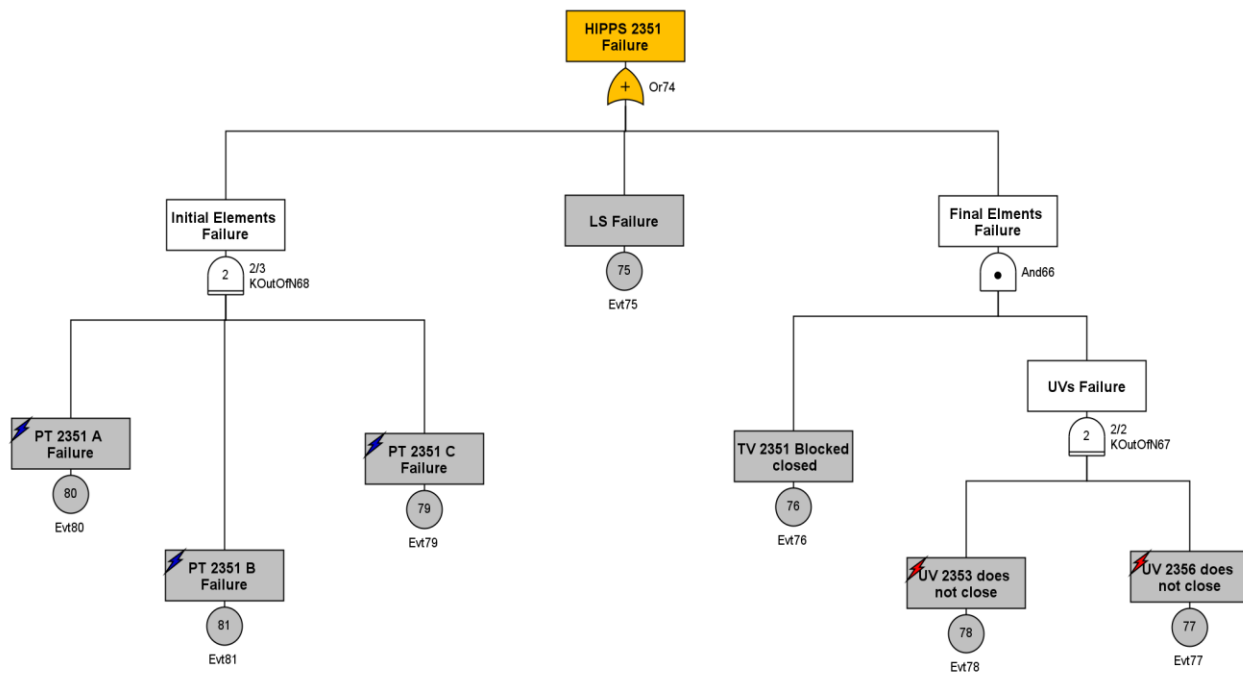 HIPPS 2351
Failure
+
Or74
Initial Elements
Failure
2
2/3
KOutOfN68
LS Failure
75
Evt75
Final Elments
Failure
And66
UVs Failure
2
2/2
KOutOfN67
PT 2351 A
Failure
80
Evt80
PT 2351 C
Failure
79
Evt79
TV 2351 Blocked
closed
76
Evt76
PT 2351 B
Failure
81
Evt81
UV 2353 does
not close
78
Evt78
UV 2356 does
not close
77
Evt77